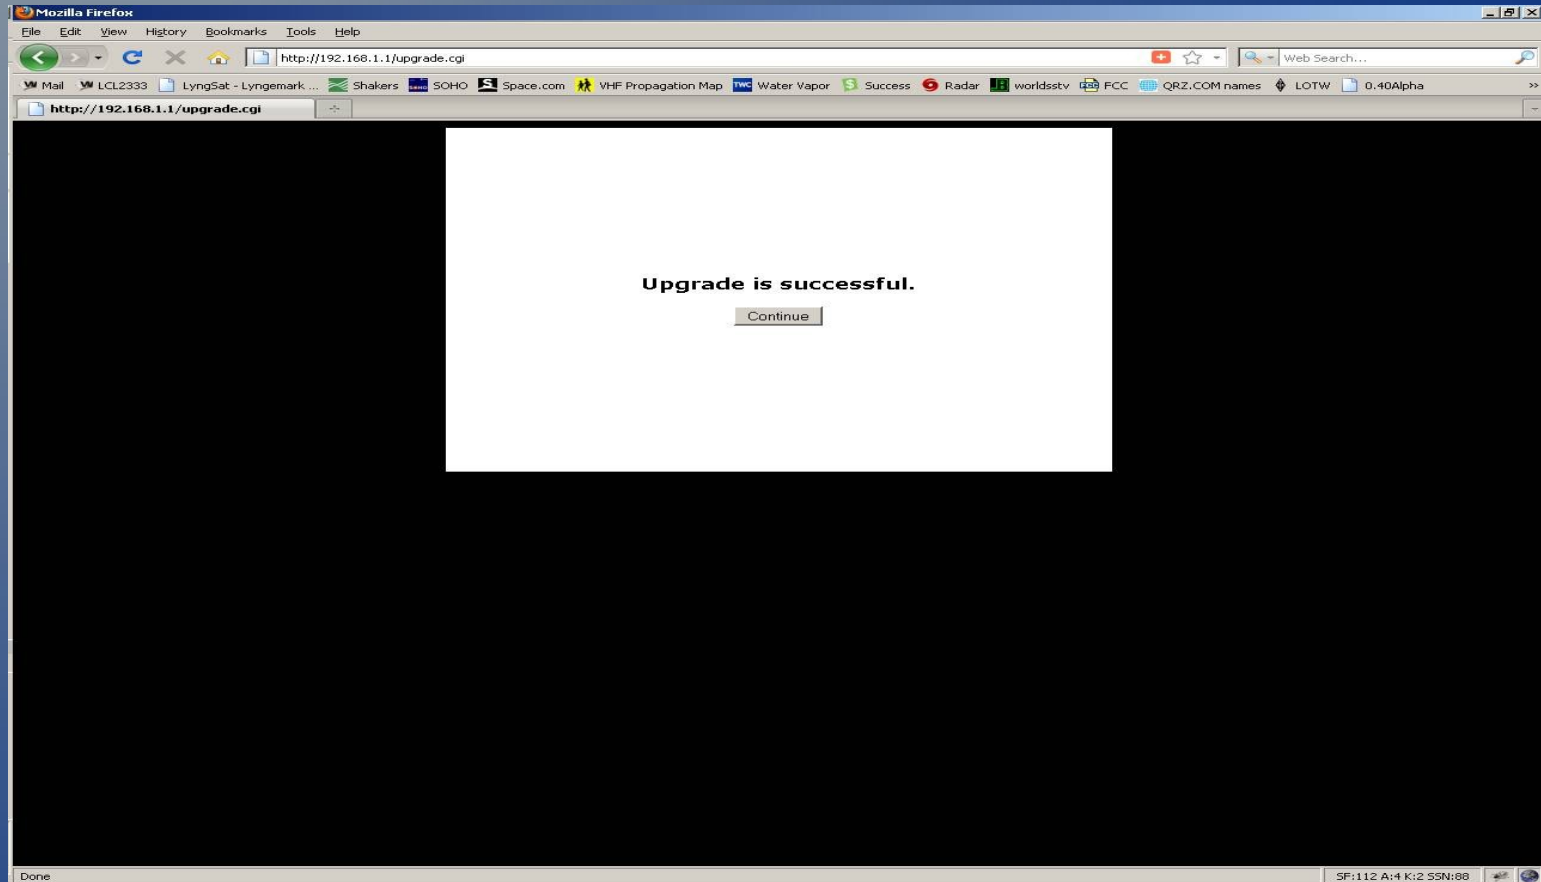 Mozilla Firefox
File Edit View History Bookmarks Tools Help
http://192.168.1.1/upgrade.cgi Web Search...
Mail LCL2333 LyngSat - Lyngemark ... Shakers SOHO Space.com VHF Propagation Map TWC Water Vapor Success Radar worldsstv FCC QRZ.COM names LOTW 0.40Alpha »
http://192.168.1.1/upgrade.cgi
Upgrade is successful.
Continue
Done SF:112 A:4 K:2 SSN:88